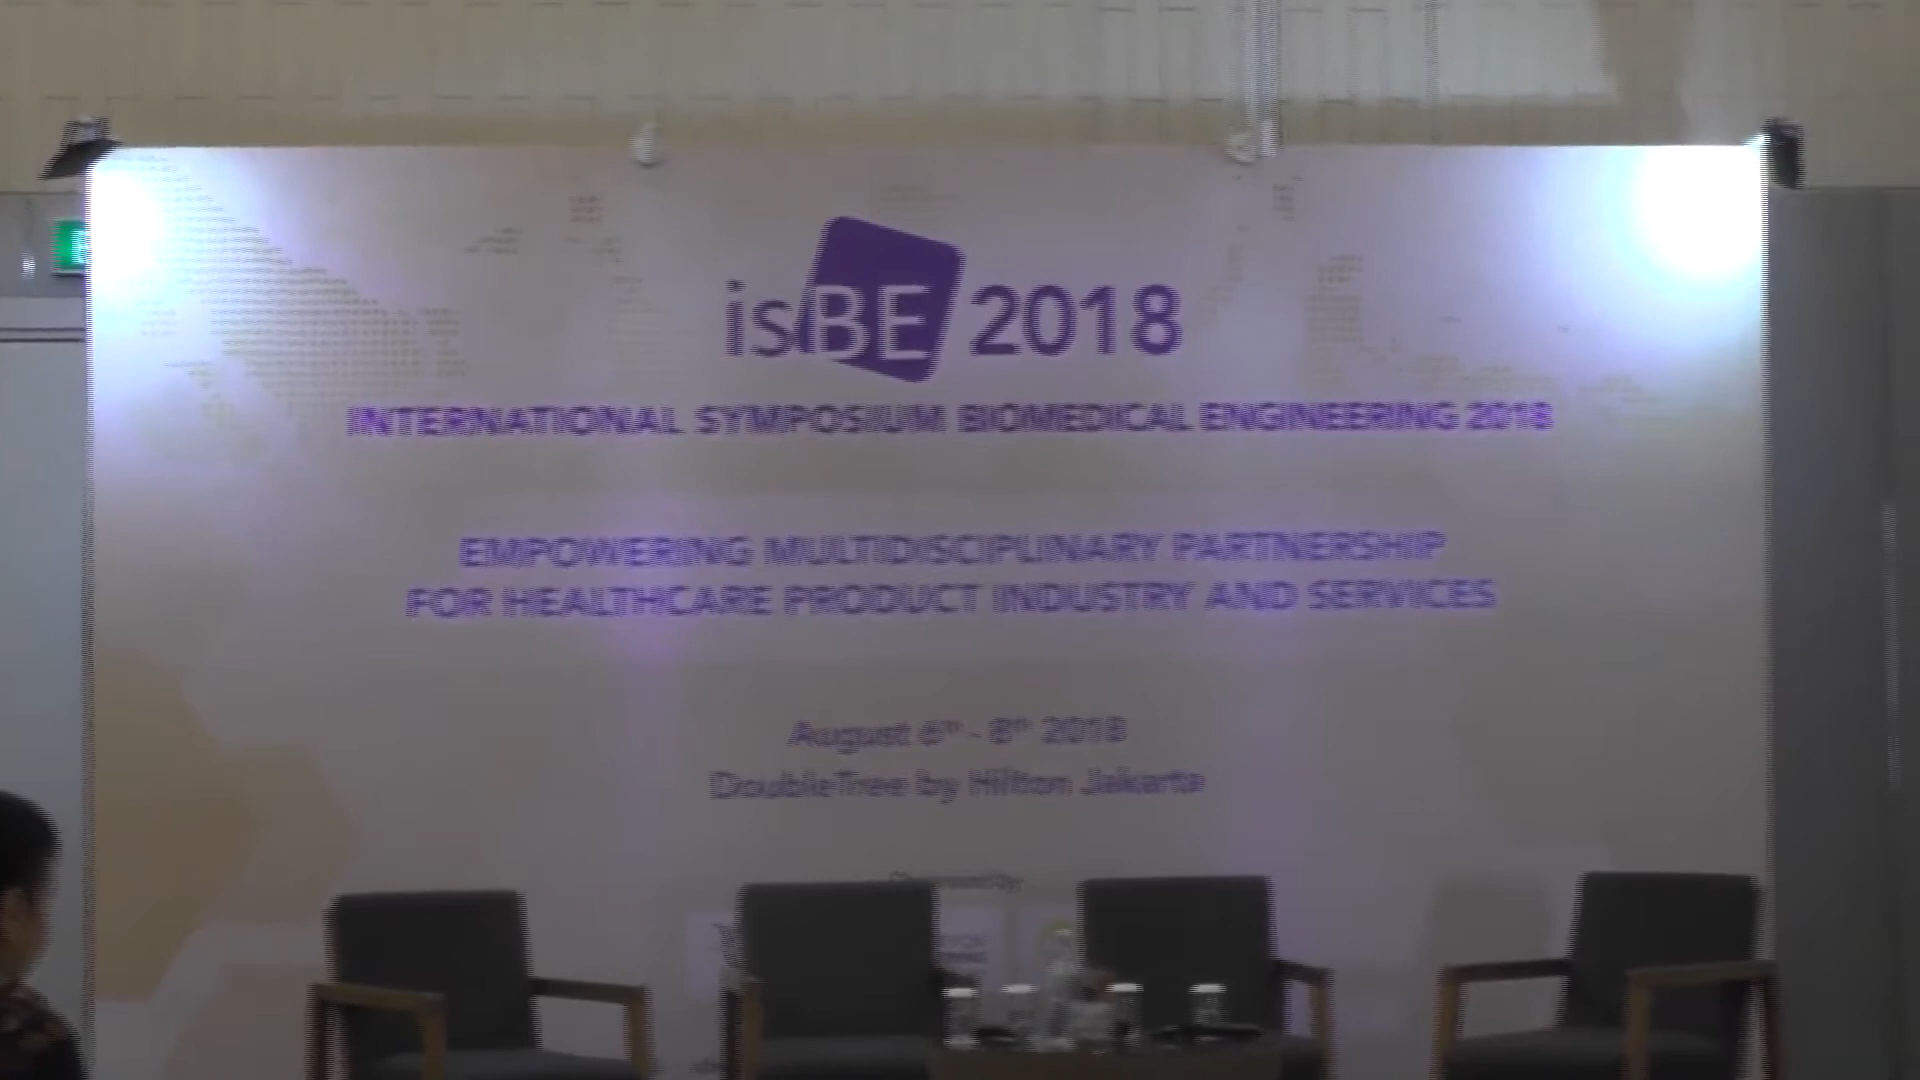 isBE 2018
INTERNATIONAL SYMPOSIUM BIOMEDICAL ENGINEERING 2018
EMPOWERING MULTIDISCIPLINARY PARTNERSHIP
FOR HEALTHCARE PRODUCT INDUSTRY AND SERVICES
August 6th - 8th 2018
DoubleTree by Hilton Jakarta